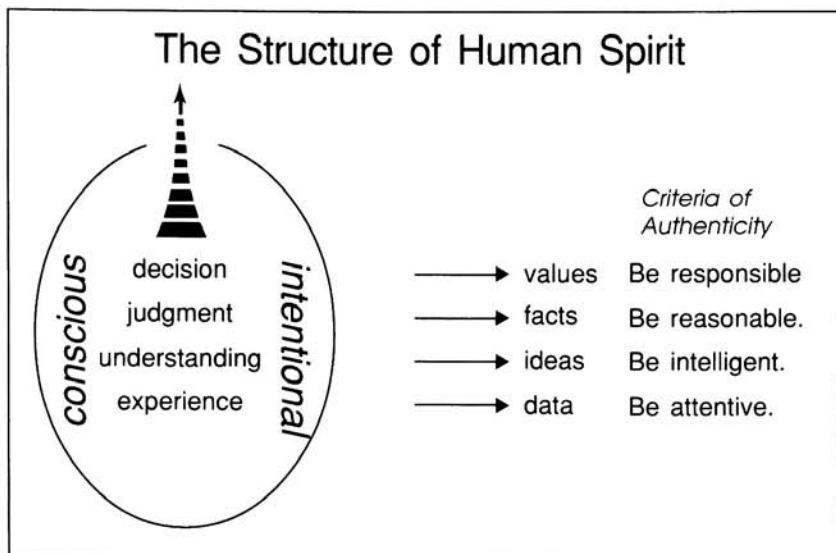 The Structure of Human Spirit
Criteria of
Authenticity
conscious
intentional
decision
values
Be responsible
judgment
facts
Be reasonable.
understanding
ideas
Be intelligent.
experience
data
Be attentive.